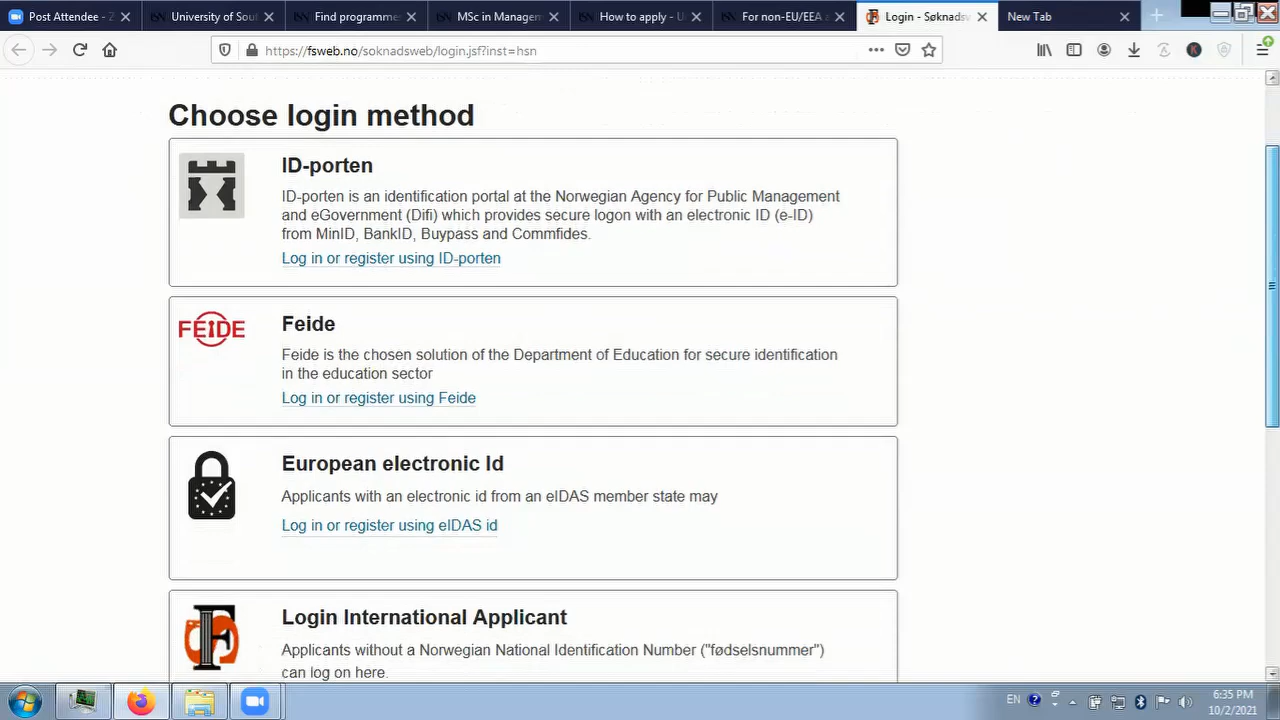 Post Attendee - Z
University of Sout
Find programme
MSc in Managem
How to apply - U
For non-EU/EEA z
Login - Søknadsw
New Tab
https://fsweb.no/soknadsweb/login.jsf?inst=hsn
Choose login method
ID-porten
ID-porten is an identification portal at the Norwegian Agency for Public Management
and eGovernment (Difi) which provides secure logon with an electronic ID (e-ID)
from MinID, BankID, Buypass and Commfides.
Log in or register using ID-porten
FEIDE
Feide
Feide is the chosen solution of the Department of Education for secure identification
in the education sector
Log in or register using Feide
European electronic Id
Applicants with an electronic id from an eIDAS member state may
Log in or register using eIDAS id
Login International Applicant
Applicants without a Norwegian National Identification Number ("fødselsnummer")
can log on here.
EN
6:35 PM
10/2/2021